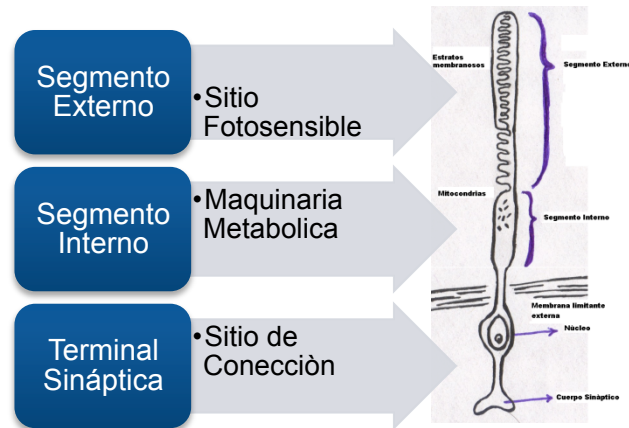 Segmento
Externo
•Sitio
Fotosensible
Segmento
Interno
•Maquinaria
Metabolica
Terminal
Sináptica
•Sitio de
Conecciòn
Estratos
membranosos
Segmento Externo
Mitocondrias
Segmento Interno
Membrana limitante
externa
Núcleo
Cuerpo Sináptico